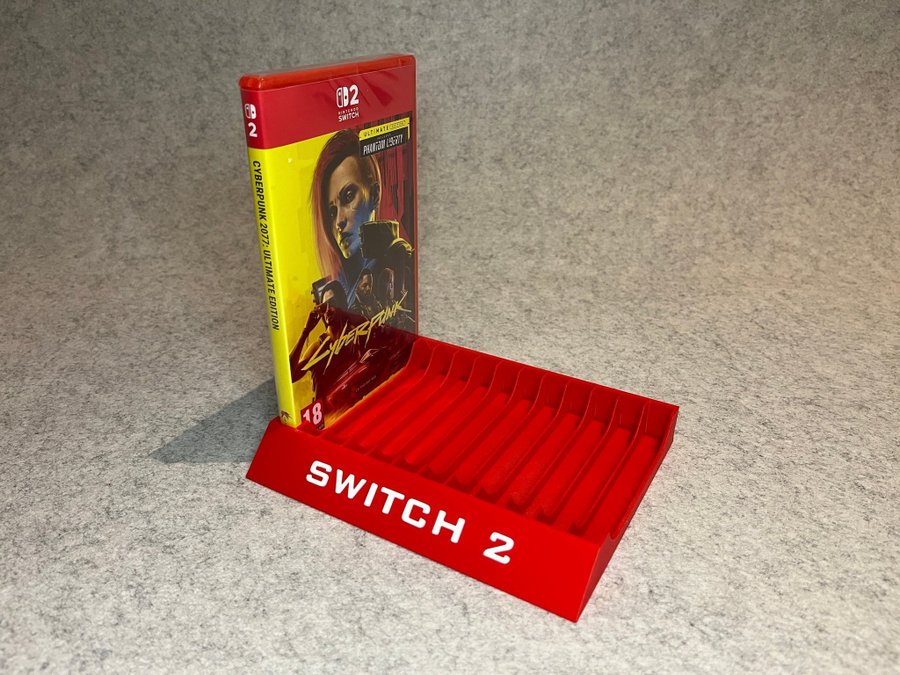 2
CYBERPUNK 2077: ULTIMATE EDITION
2
NINTENDO
SWITCH
ULTIMATE EDITION
PHANTOM LIBERTY
CYBERPUNK
18
SWITCH 2